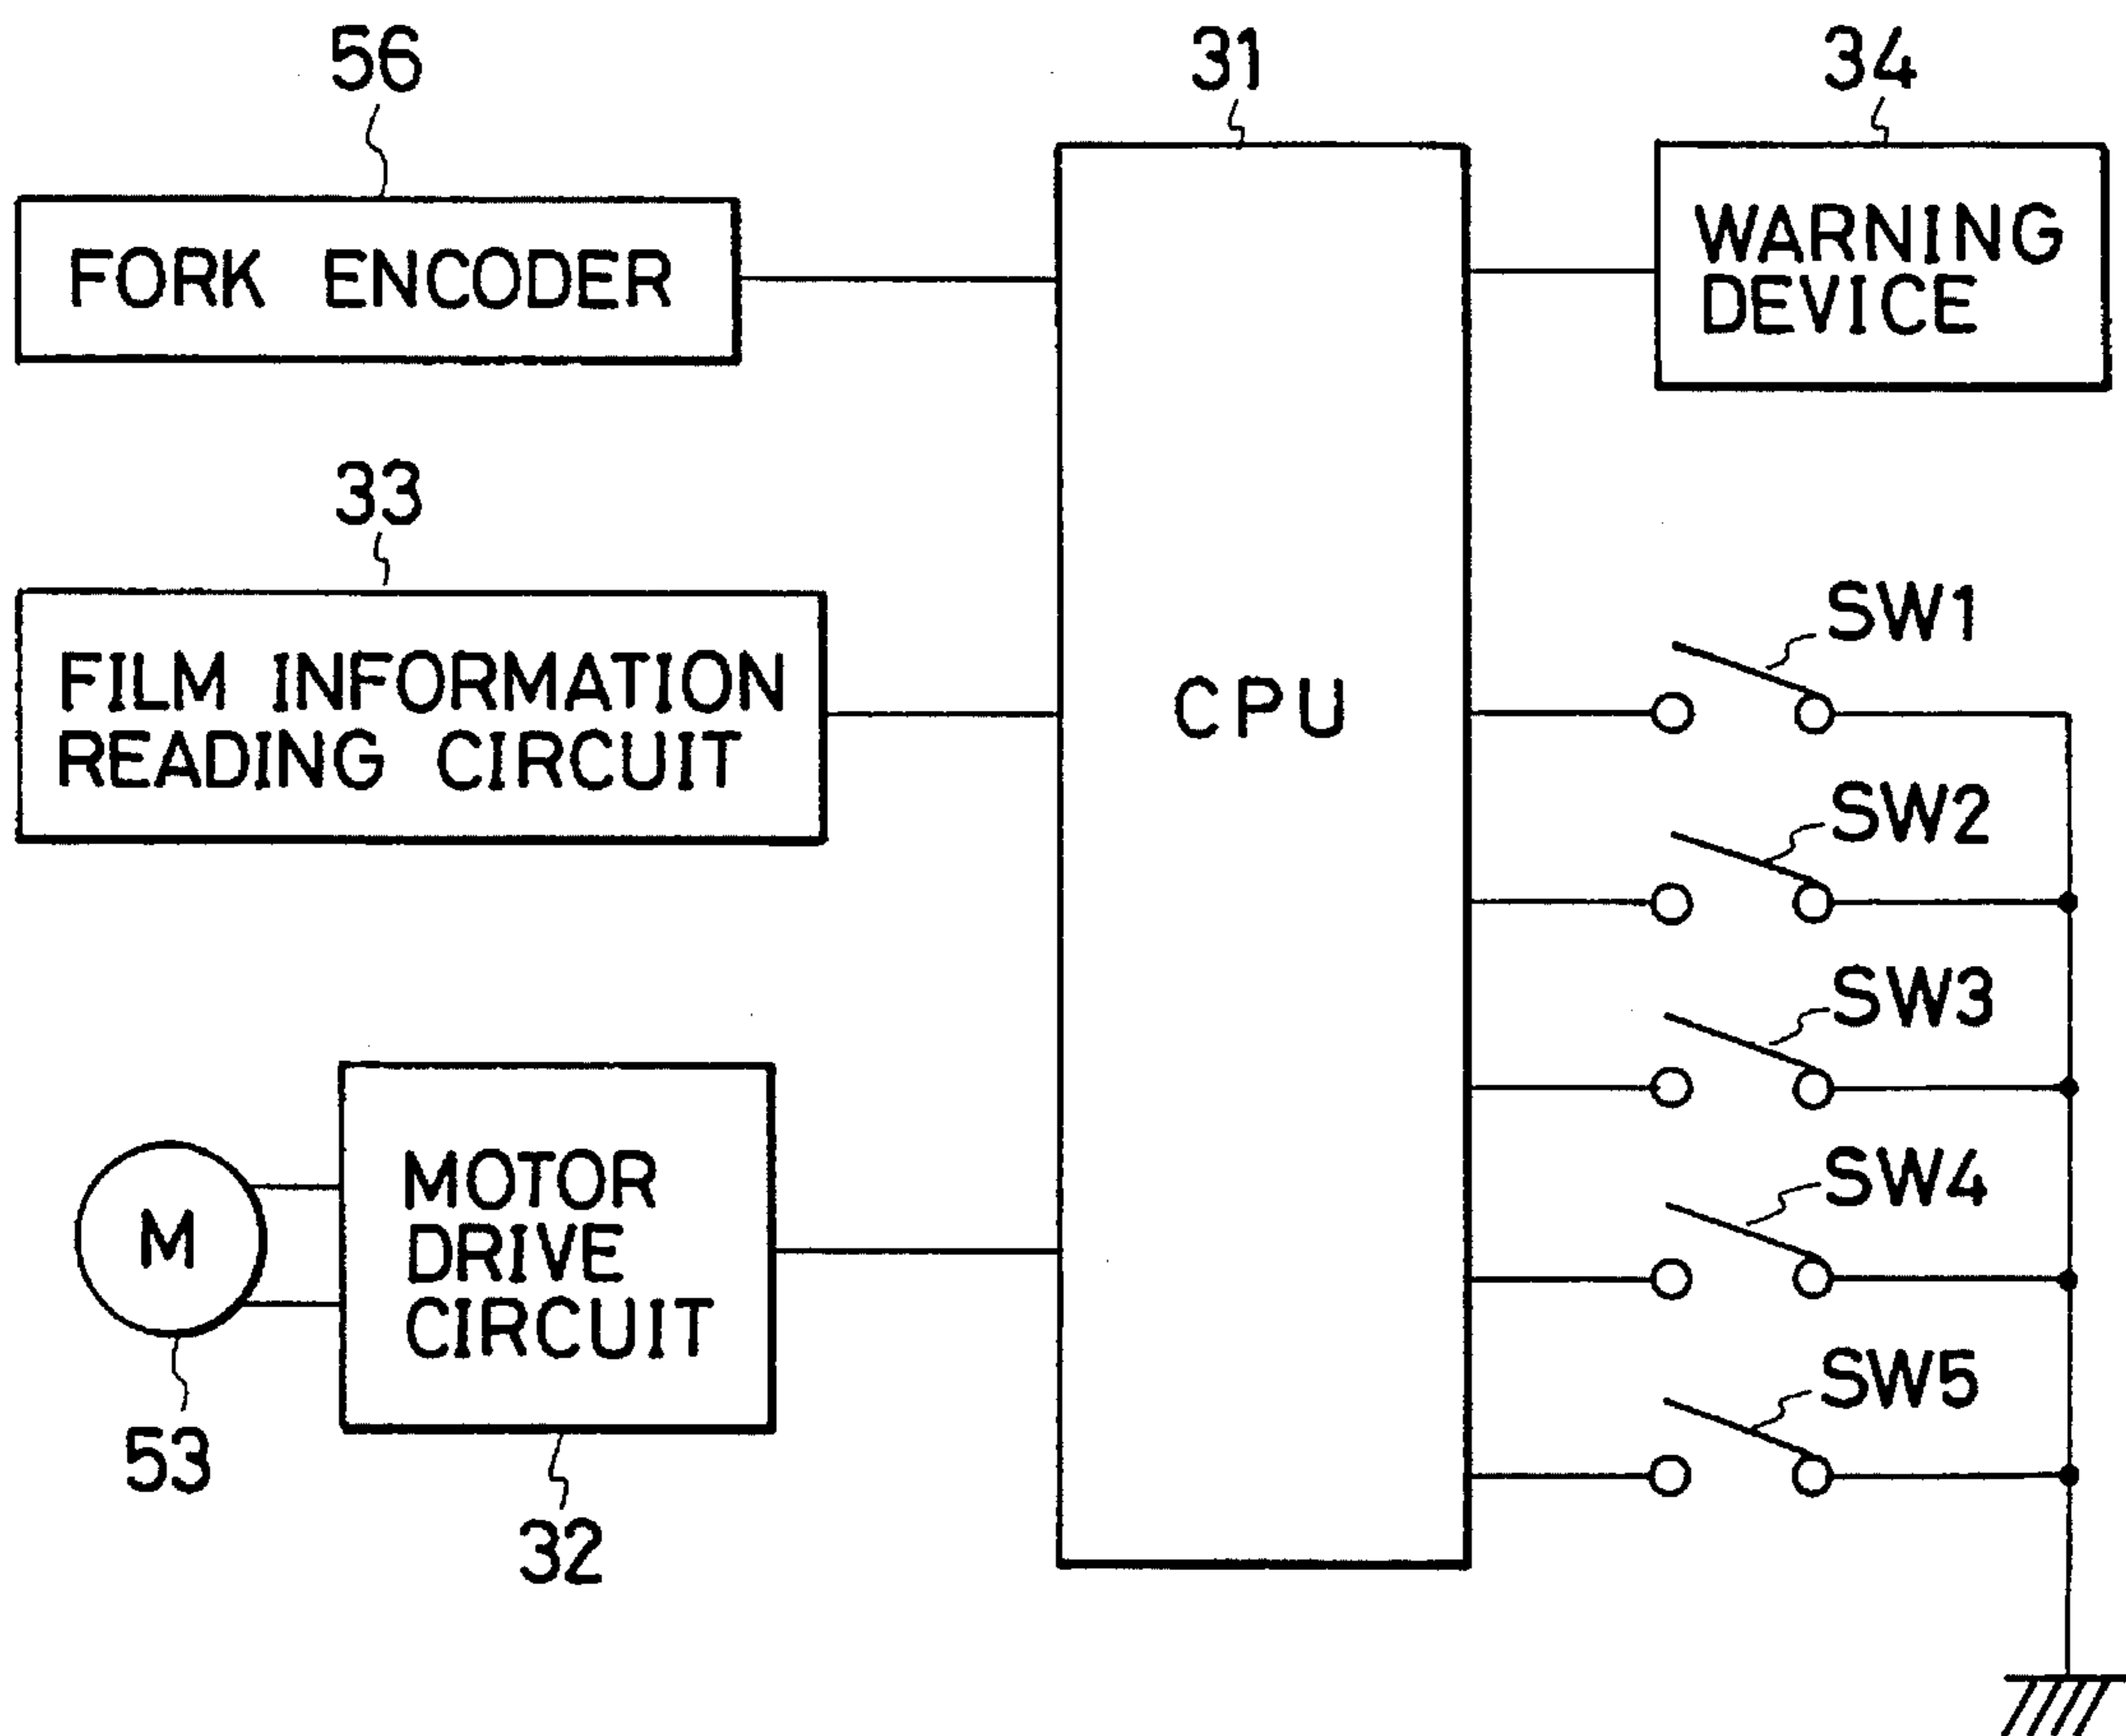 56
31
34
FORK ENCODER
WARNING
DEVICE
33
FILM INFORMATION
READING CIRCUIT
CPU
SW1
SW2
SW3
SW4
SW5
M
MOTOR
DRIVE
CIRCUIT
53
32